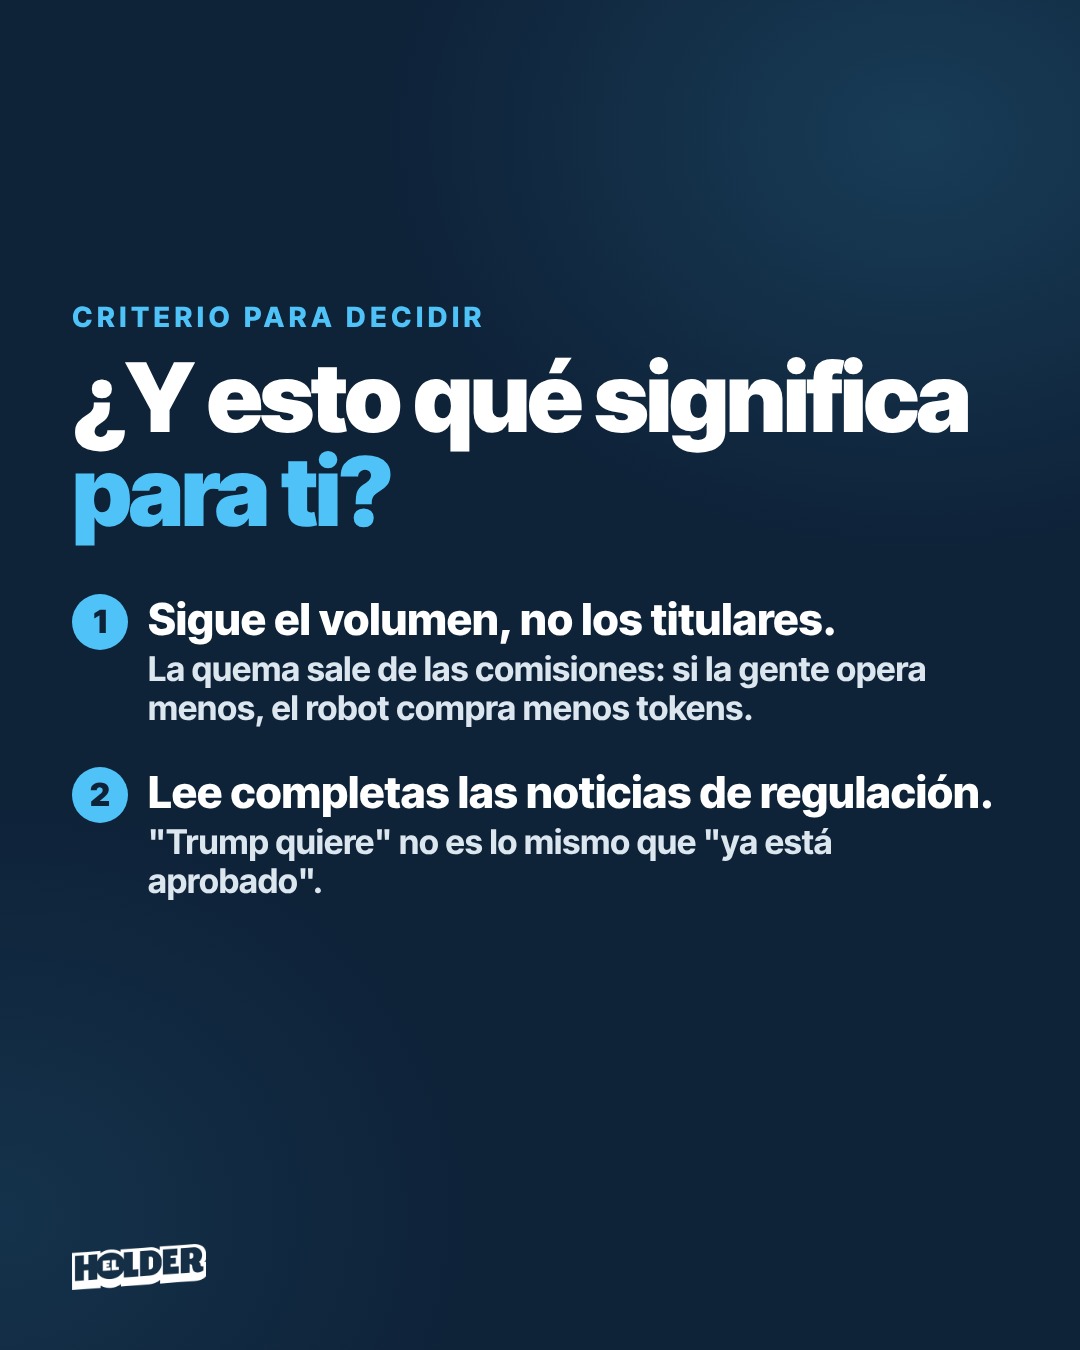 CRITERIO PARA DECIDIR
¿Y esto qué significa
para ti?
1 Sigue el volumen, no los titulares.
La quema sale de las comisiones: si la gente opera
menos, el robot compra menos tokens.
2 Lee completas las noticias de regulación.
"Trump quiere" no es lo mismo que "ya está
aprobado".
EL HOLDER